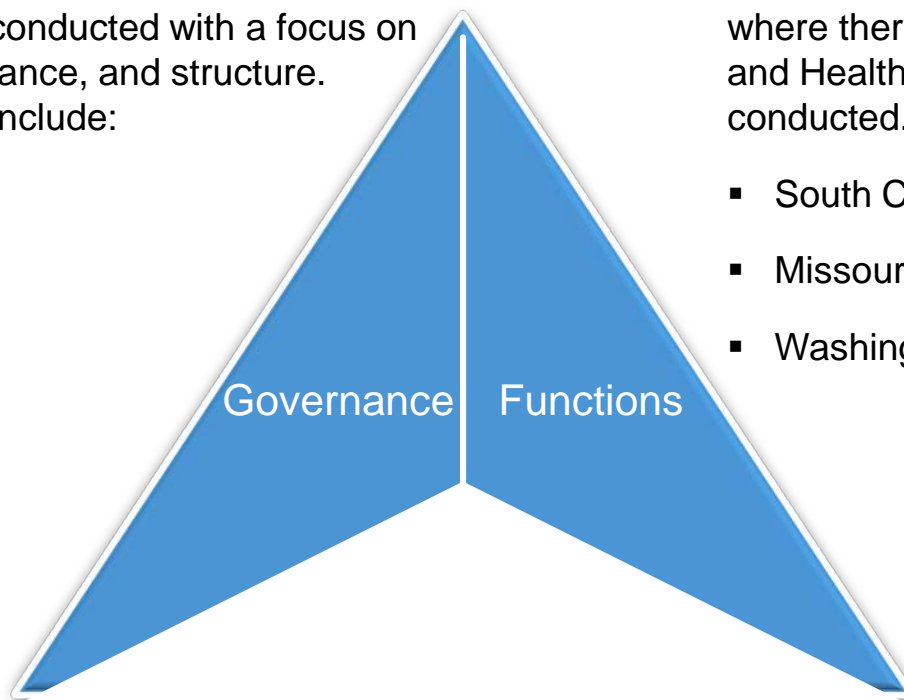 conducted with a focus on
ance, and structure.
nclude:
where ther
and Health
conducted.
▪ South C
▪ Missour
▪ Washing
Governance
Functions